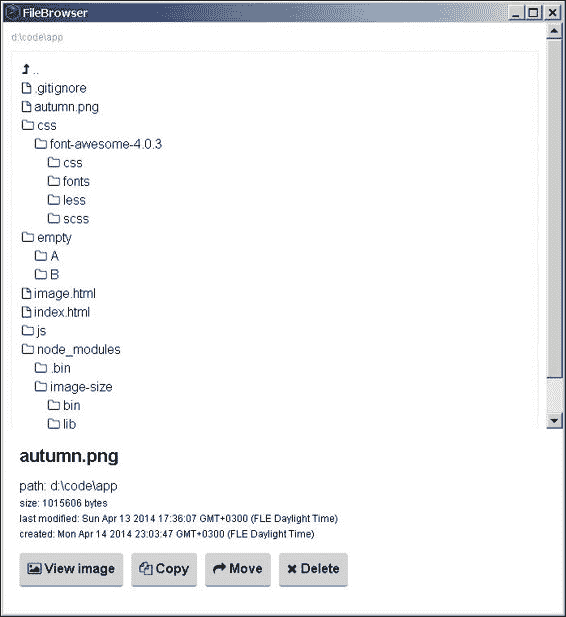 FileBrowser
d:\code\app
..
.gitignore
autumn.png
css
font-awesome-4.0.3
css
fonts
less
scss
empty
A
B
image.html
index.html
js
node_modules
.bin
image-size
bin
lib
autumn.png
path: d:\code\app
size: 1015606 bytes
last modified: Sun Apr 13 2014 17:36:07 GMT+0300 (FLE Daylight Time)
created: Mon Apr 14 2014 23:03:47 GMT+0300 (FLE Daylight Time)
View image Copy Move Delete